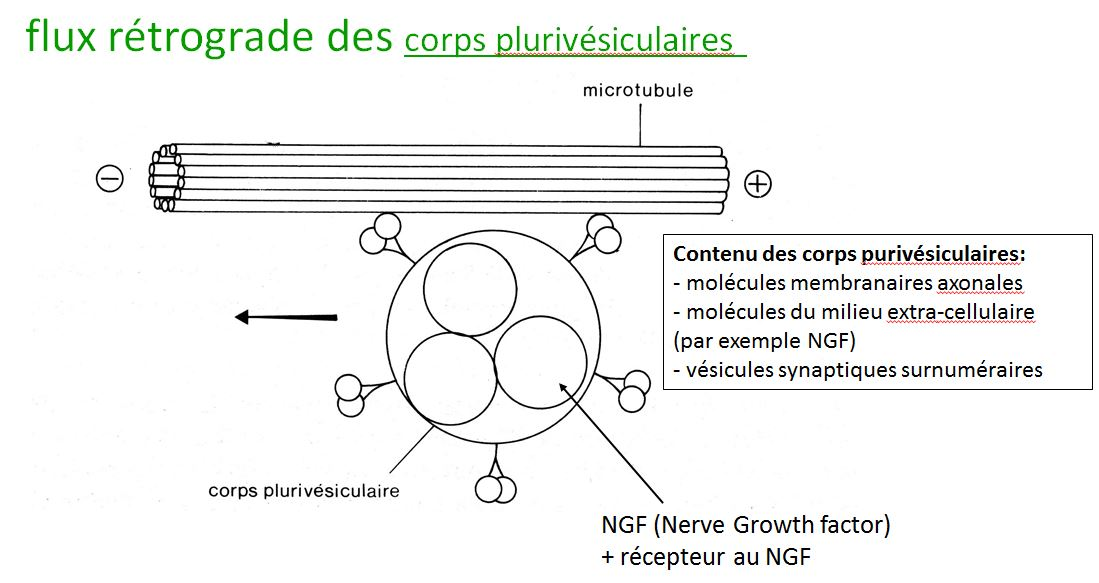 flux rétrograde des corps plurivésiculaires
microtubule
−
+
Contenu des corps purivésiculaires:
- molécules membranaires axonales
- molécules du milieu extra-cellulaire
(par exemple NGF)
- vésicules synaptiques surnuméraires
corps plurivésiculaire
NGF (Nerve Growth factor)
+ récepteur au NGF